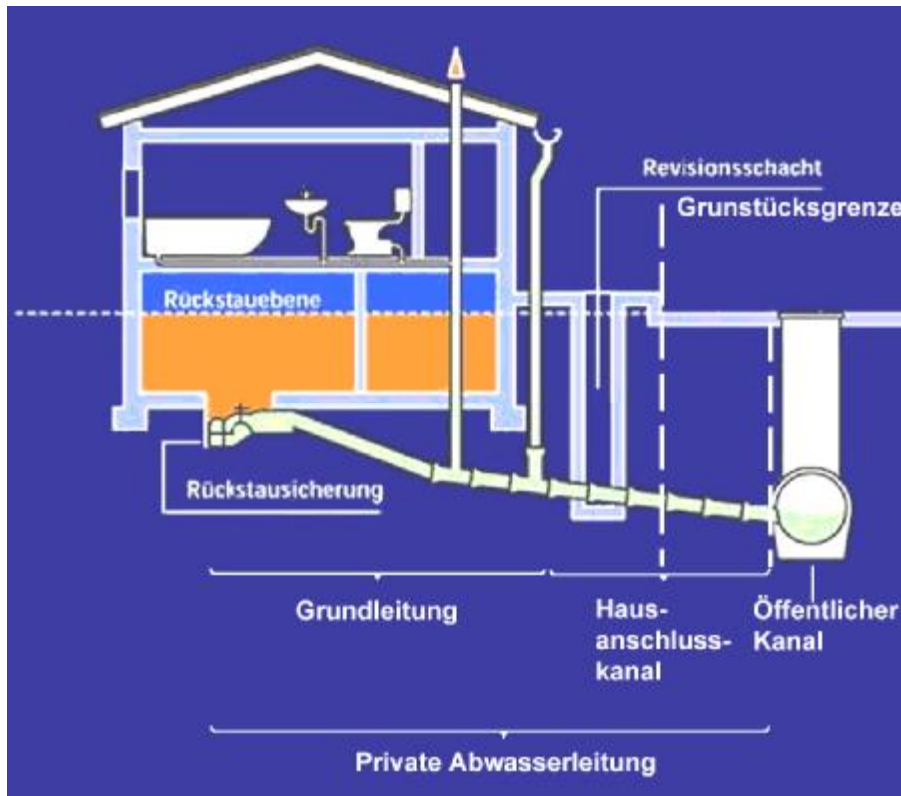 Revisionsschacht
Grunstücksgrenze
Rückstauebene
Rückstausicherung
Grundleitung
Haus-
anschluss-
kanal
Öffentlicher
Kanal
Private Abwasserleitung